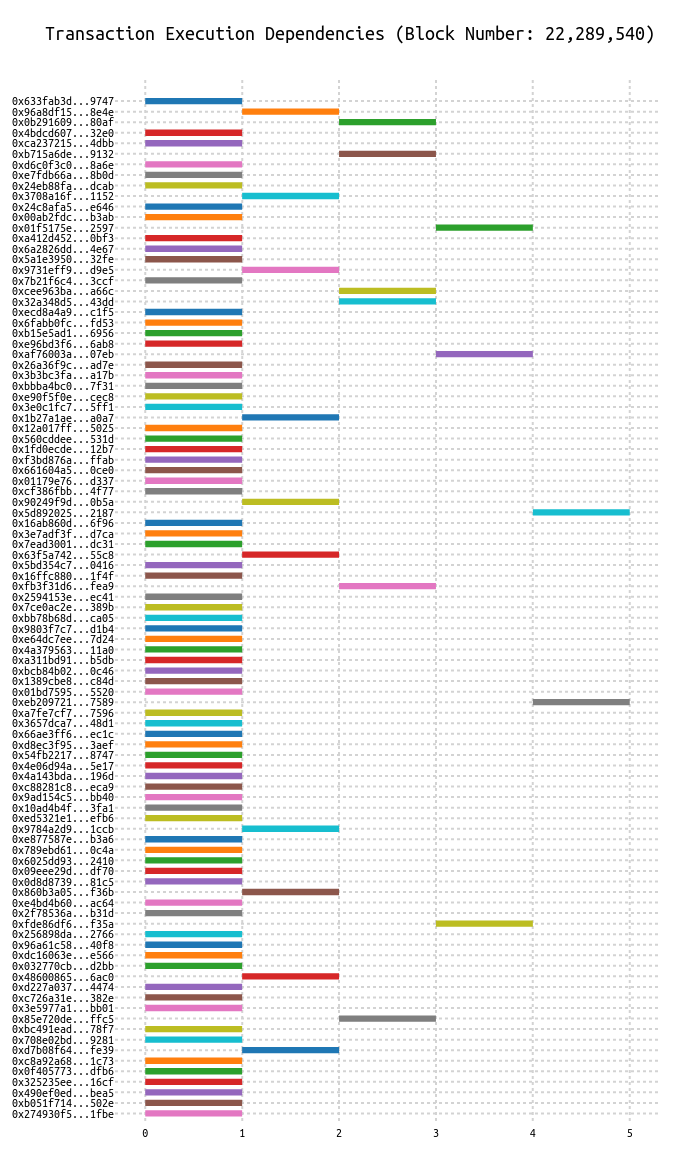 Transaction Execution Dependencies (Block Number: 22,289,540)
0x633fab3d...9747
0x96a8df15...8e4e
0x0b291609...80af
0x4bdcd607...32e0
0xca237215...4dbb
0xb715a6de...9132
0xd6c0f3c0...8a6e
0xe7fdb66a...8b0d
0x24eb88fa...dcab
0x3708a16f...1152
0x24c8afa5...e646
0x00ab2fdc...b3ab
0x01f5175e...2597
0xa412d452...0bf3
0x6a2826dd...4e67
0x5a1e3950...32fe
0x9731eff9...d9e5
0x7b21f6c4...3ccf
0xcee963ba...a66c
0x32a348d5...43dd
0xecd8a4a9...c1f5
0x6fabb0fc...fd53
0xb15e5ad1...6956
0xe96bd3f6...6ab8
0xaf76003a...07eb
0x26a36f9c...ad7e
0x3b3bc3fa...a17b
0xbbba4bc0...7f31
0xe90f5f0e...cec8
0x3e0c1fc7...5ff1
0x1b27a1ae...a0a7
0x12a017ff...5025
0x560cddee...531d
0x1fd0ecde...12b7
0xf3bd876a...ffab
0x661604a5...0ce0
0x01179e76...d337
0xcf386fbb...4f77
0x90249f9d...0b5a
0x5d892025...2187
0x16ab860d...6f96
0x3e7adf3f...d7ca
0x7ead3001...dc31
0x63f5a742...55c8
0x5bd354c7...0416
0x16ffc880...1f4f
0xfb3f31d6...fea9
0x2594153e...ec41
0x7ce0ac2e...389b
0xbb78b68d...ca05
0x9803f7c7...d1b4
0xe64dc7ee...7d24
0x4a379563...11a0
0xa311bd91...b5db
0xbcb84b02...0c46
0x1389cbe8...c84d
0x01bd7595...5520
0xeb209721...7589
0xa7fe7cf7...7596
0x3657dca7...48d1
0x66ae3ff6...ec1c
0xd8ec3f95...3aef
0x54fb2217...8747
0x4e06d94a...5e17
0x4a143bda...196d
0xc88281c8...eca9
0x9ad154c5...bb40
0x10ad4b4f...3fa1
0xed5321e1...efb6
0x9784a2d9...1ccb
0xe877587e...b3a6
0x789ebd61...0c4a
0x6025dd93...2410
0x09eee29d...df70
0x0d8d8739...81c5
0x860b3a05...f36b
0xe4bd4b60...ac64
0x2f78536a...b31d
0xfde86df6...f35a
0x256898da...2766
0x96a61c58...40f8
0xdc16063e...e566
0x032770cb...d2bb
0x48600865...6ac0
0xd227a037...4474
0xc726a31e...382e
0x3e5977a1...bb01
0x85e720de...ffc5
0xbc491ead...78f7
0x708e02bd...9281
0xd7b08f64...fe39
0xc8a92a68...1c73
0x0f405773...dfb6
0x325235ee...16cf
0x490ef0ed...bea5
0xb051f714...502e
0x274930f5...1fbe
0 1 2 3 4 5